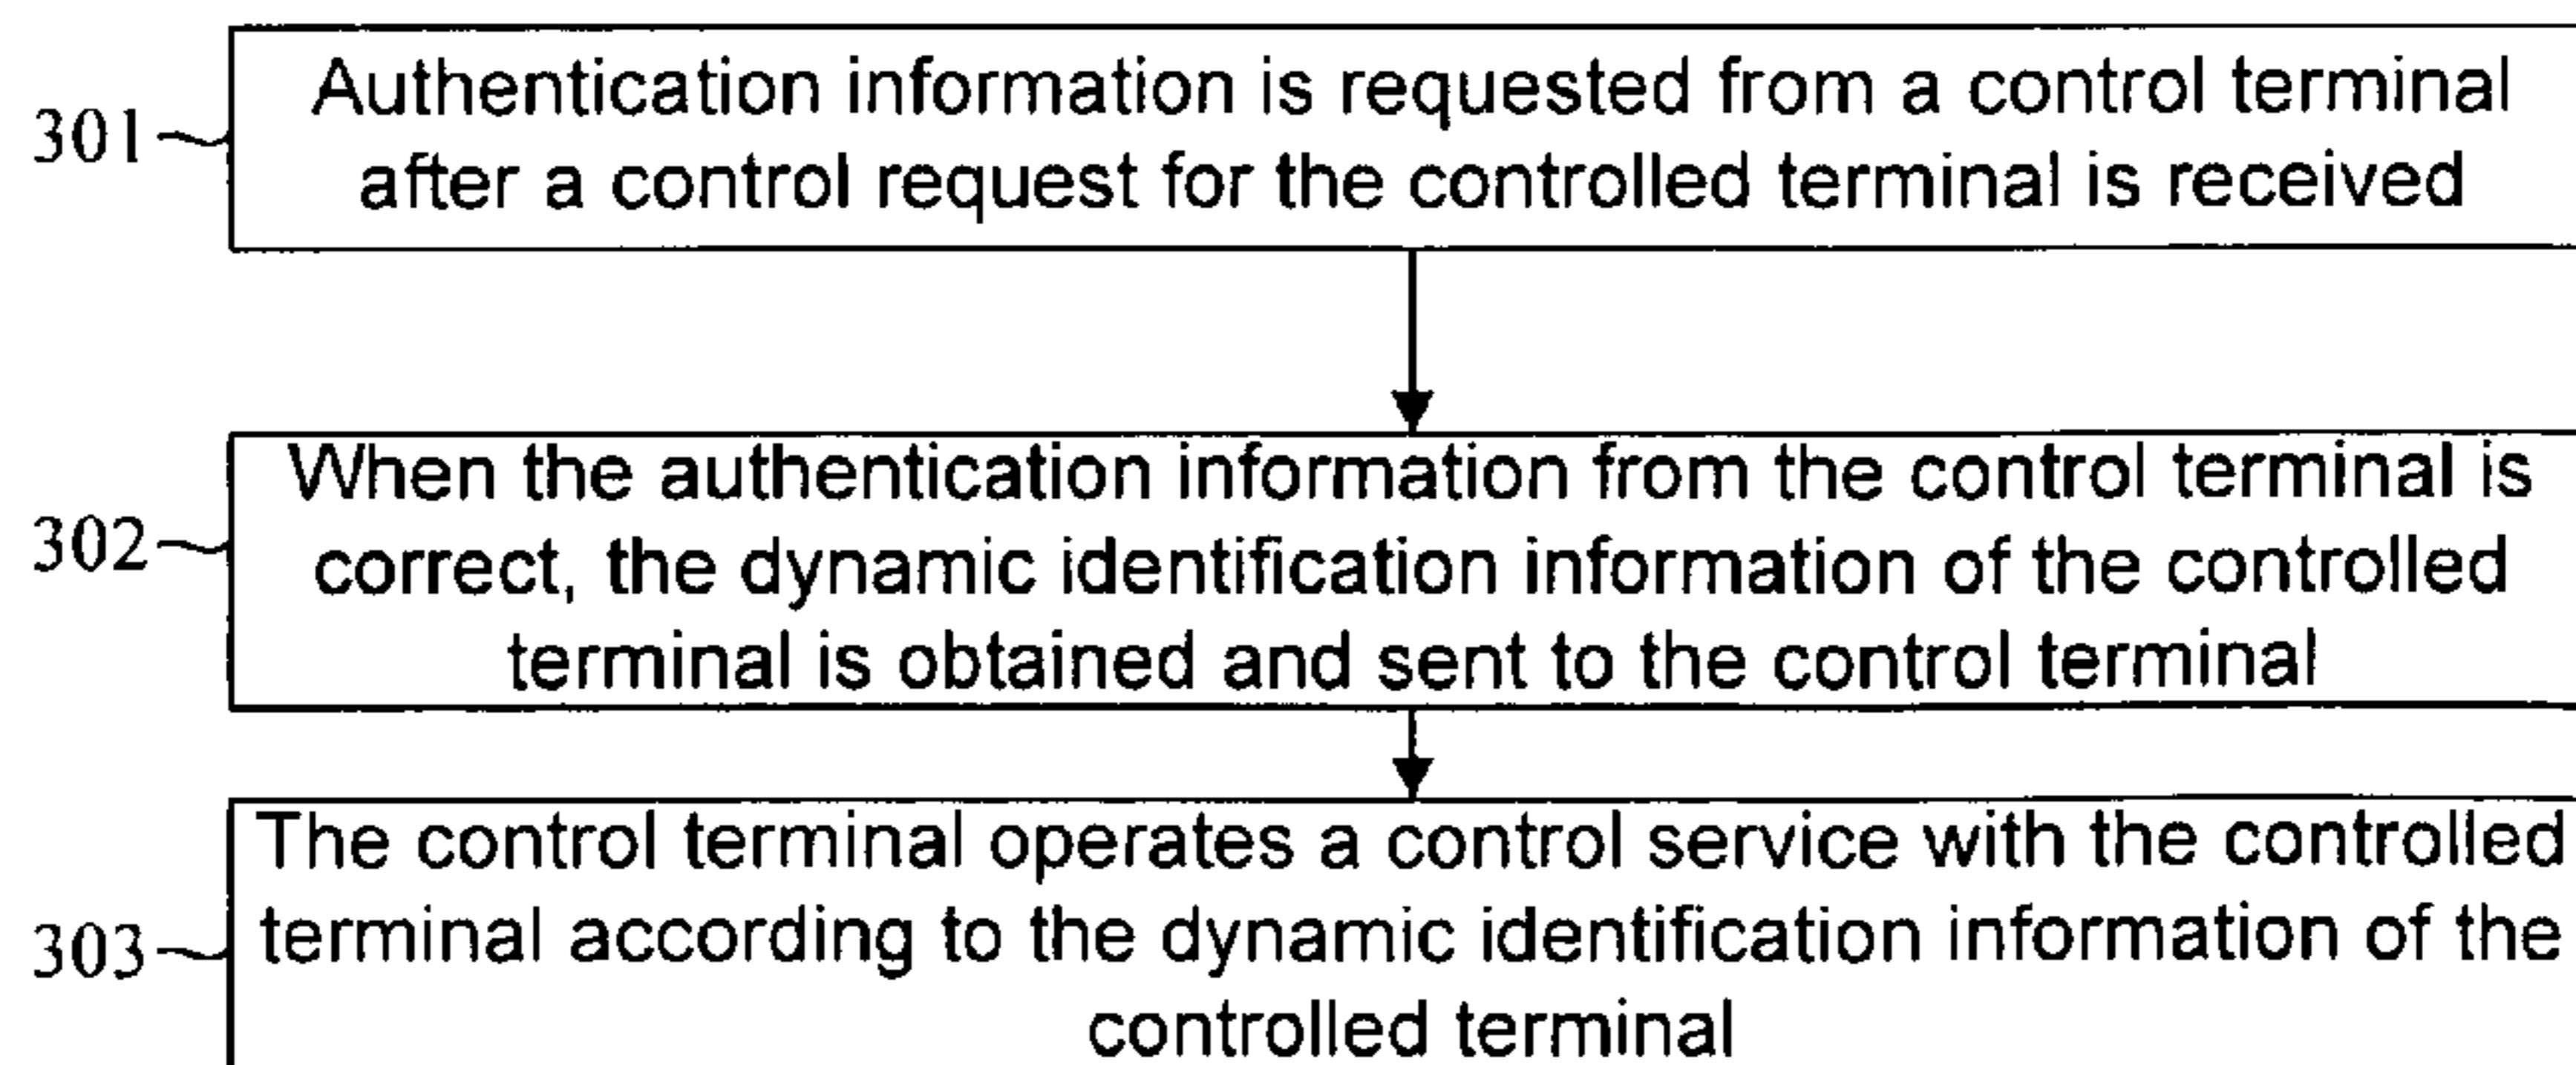 Authentication information is requested from a control terminal
301
after a control request for the controlled terminal is received
When the authentication information from the control terminal is
302
correct, the dynamic identification information of the controlled
terminal is obtained and sent to the control terminal
The control terminal operates a control service with the controlled
303
terminal according to the dynamic identification information of the
controlled terminal